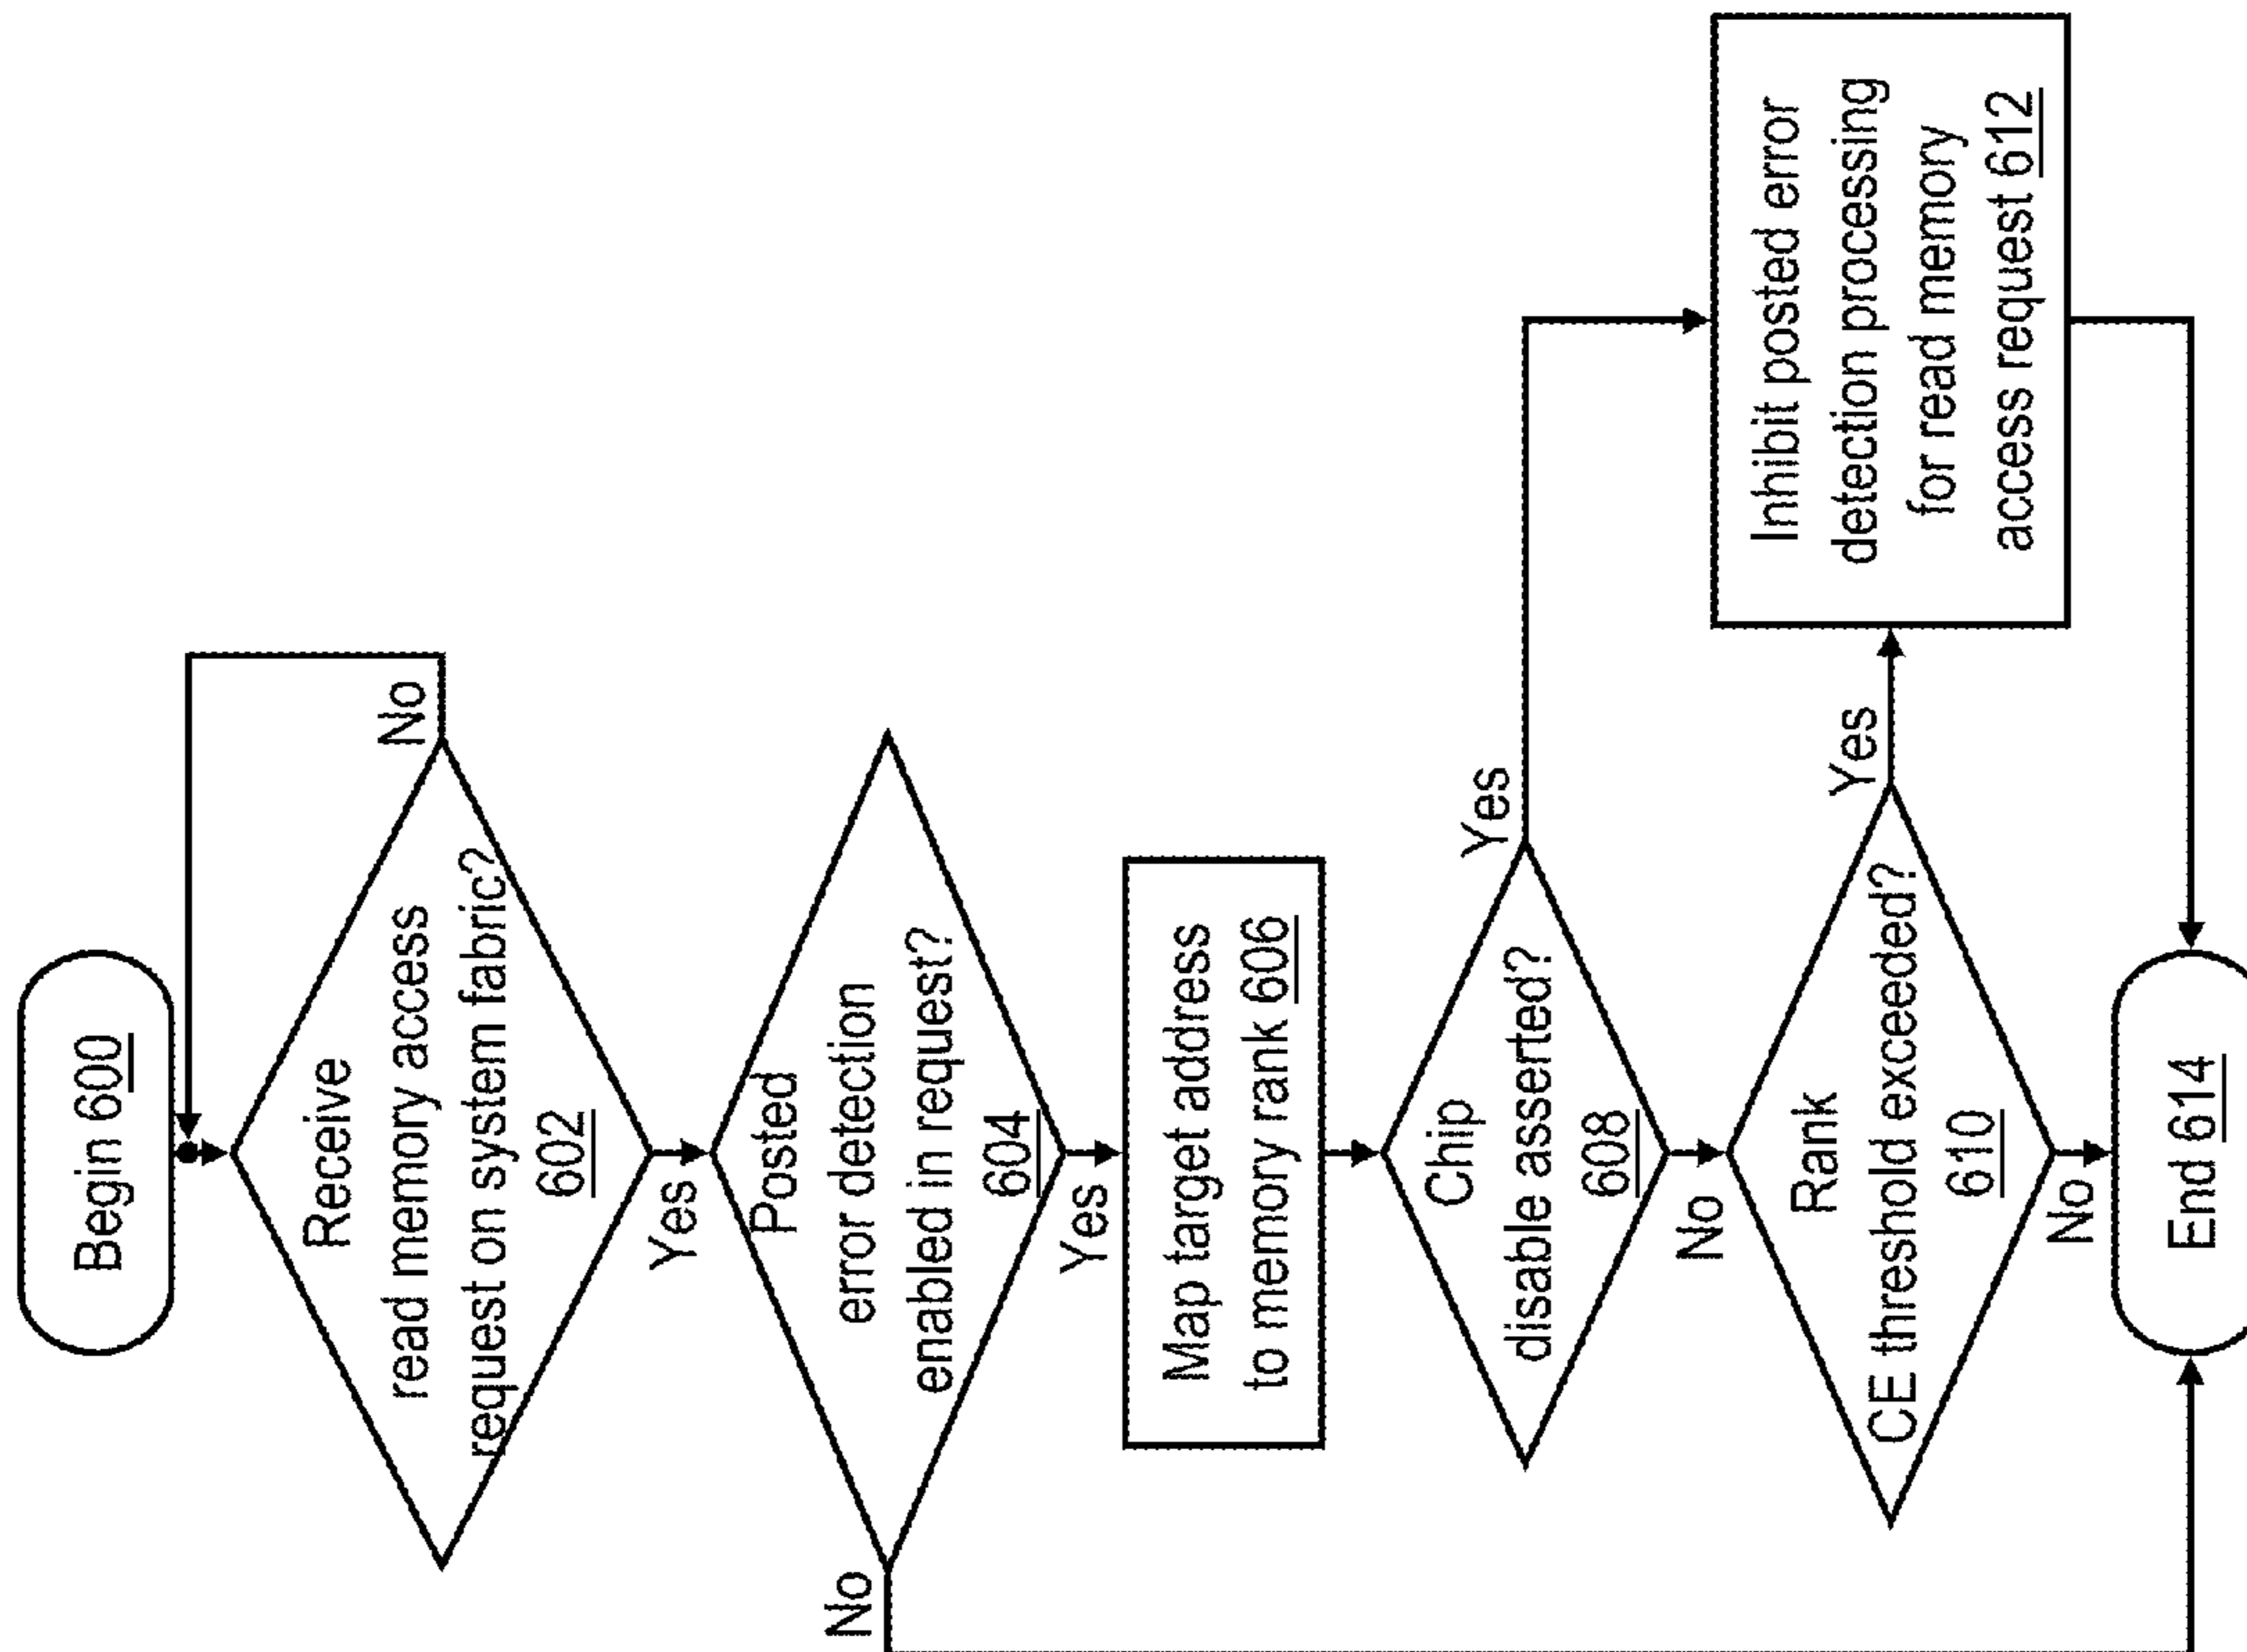 Begin 600
Receive
read memory access
request on system fabric?
602
No
Yes
Posted
error detection
enabled in request?
604
No
Yes
Map target address
to memory rank 606
Chip
disable asserted?
608
Yes
No
Rank
CE threshold exceeded?
610
Yes
No
Inhibit posted error
detection processing
for read memory
access request 612
End 614